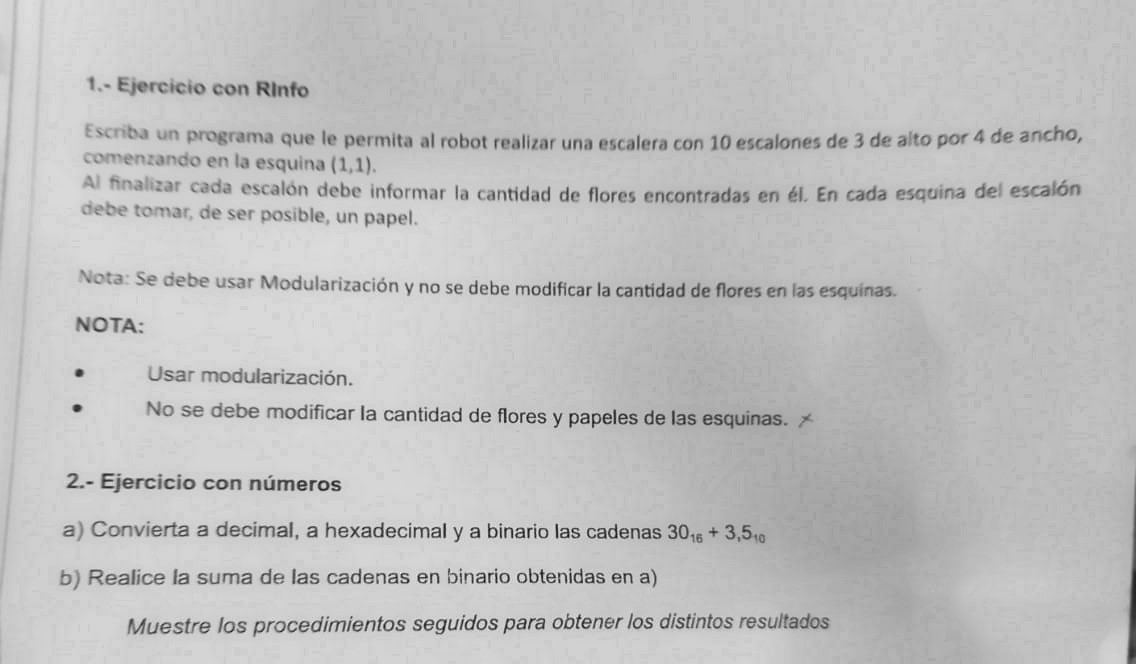 1.- Ejercicio con RInfo
Escriba un programa que le permita al robot realizar una escalera con 10 escalones de 3 de alto por 4 de ancho,
comenzando en la esquina (1,1).
Al finalizar cada escalón debe informar la cantidad de flores encontradas en él. En cada esquina del escalón
debe tomar, de ser posible, un papel.
Nota: Se debe usar Modularización y no se debe modificar la cantidad de flores en las esquinas.
NOTA:
• Usar modularización.
• No se debe modificar la cantidad de flores y papeles de las esquinas.
2.- Ejercicio con números
a) Convierta a decimal, a hexadecimal y a binario las cadenas 30₁₆ + 3,5₁₀
b) Realice la suma de las cadenas en binario obtenidas en a)
Muestre los procedimientos seguidos para obtener los distintos resultados